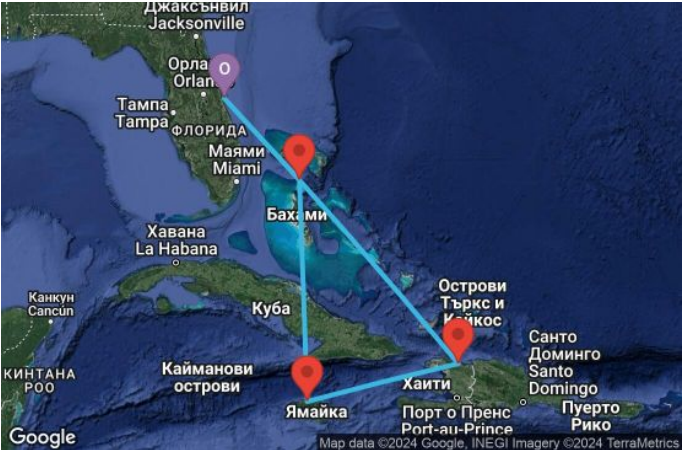 Джаксънвил
Jacksonville
Орла
Orlan
O
Тампа
Tampa
ФЛОРИДА
Маями
Miami
Бахами
Хавана
La Habana
Канкун
Cancún
Куба
Острови
Търкс и
Кайкос
КИНТАНА
РОО
Кайманови
острови
Ямайка
Хаити
Порт о Пренс
Port-au-Prince
Санто
Доминго
Santo
Domingo
Пуерто
Рико
Google
Map data ©2024 Google, INEGI Imagery ©2024 TerraMetrics